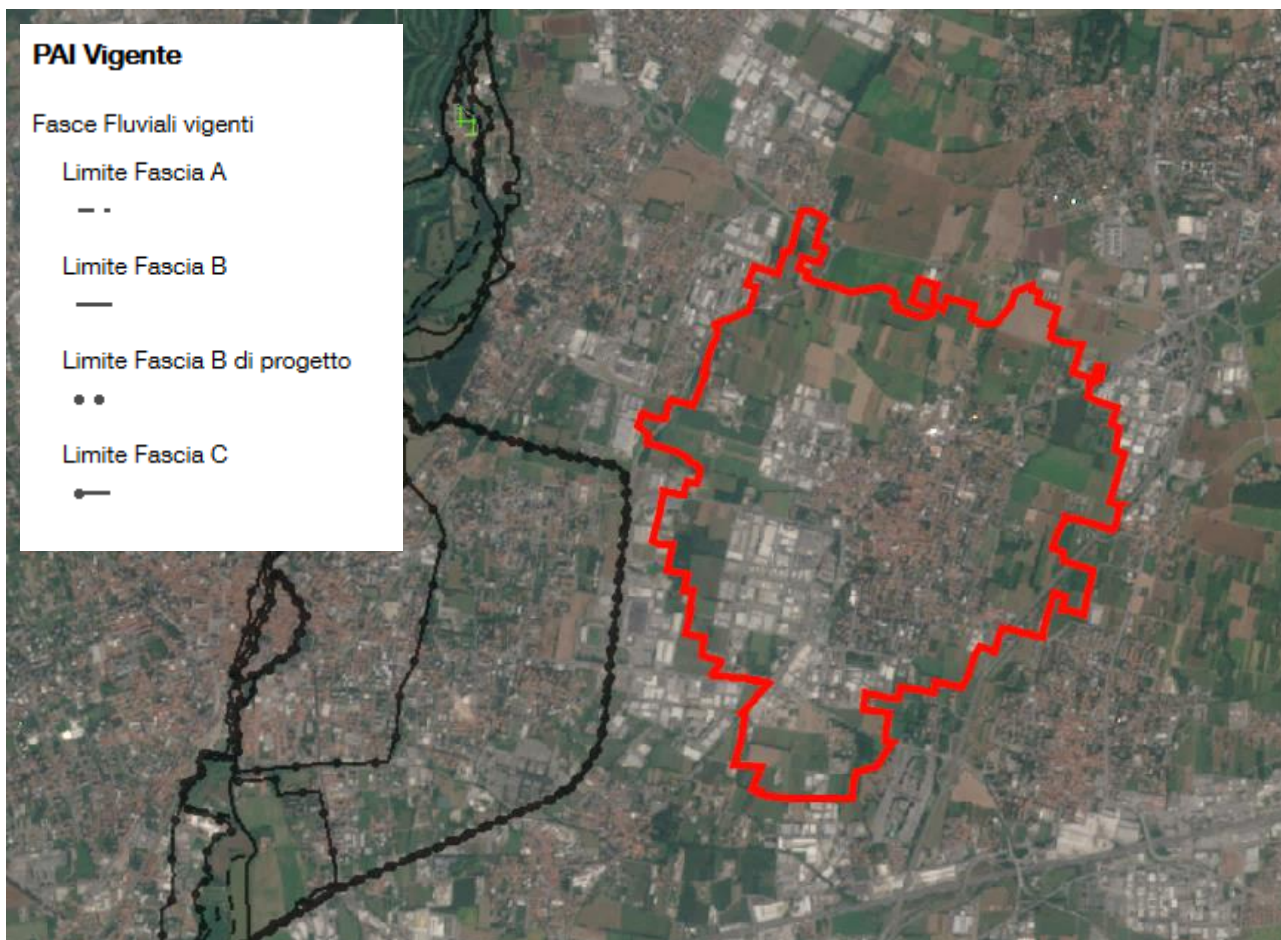 PAI Vigente
Fasce Fluviali vigenti
Limite Fascia A
Limite Fascia B
Limite Fascia B di progetto
Limite Fascia C